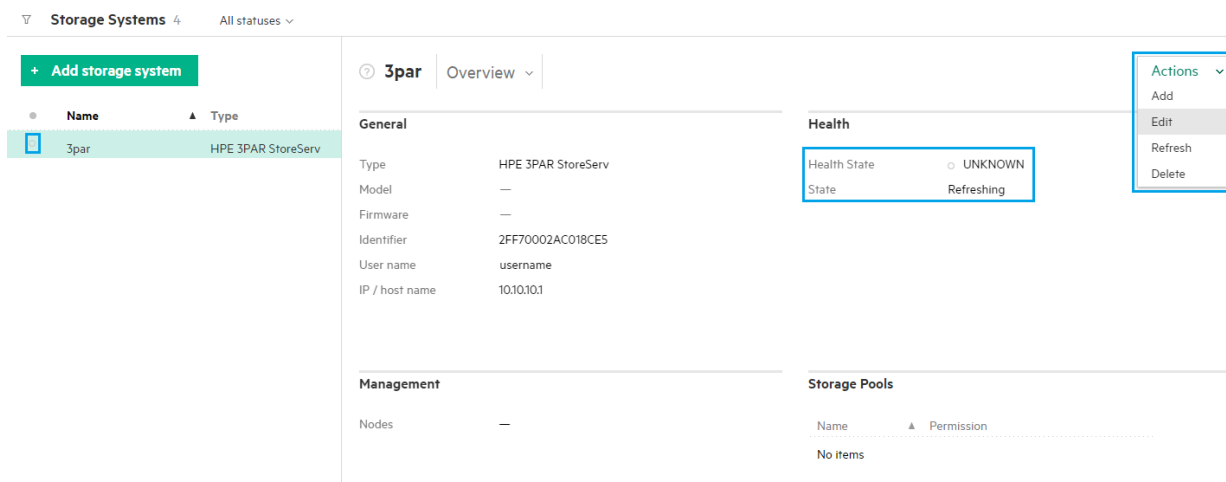 Storage Systems 4 All statuses
+ Add storage system
Name Type
3par HPE 3PAR StoreServ
3par Overview
Actions
Add
Edit
Refresh
Delete
General
Type HPE 3PAR StoreServ
Model —
Firmware —
Identifier 2FF70002AC018CE5
User name username
IP / host name 10.10.10.1
Health
Health State UNKNOWN
State Refreshing
Management
Nodes —
Storage Pools
Name Permission
No items